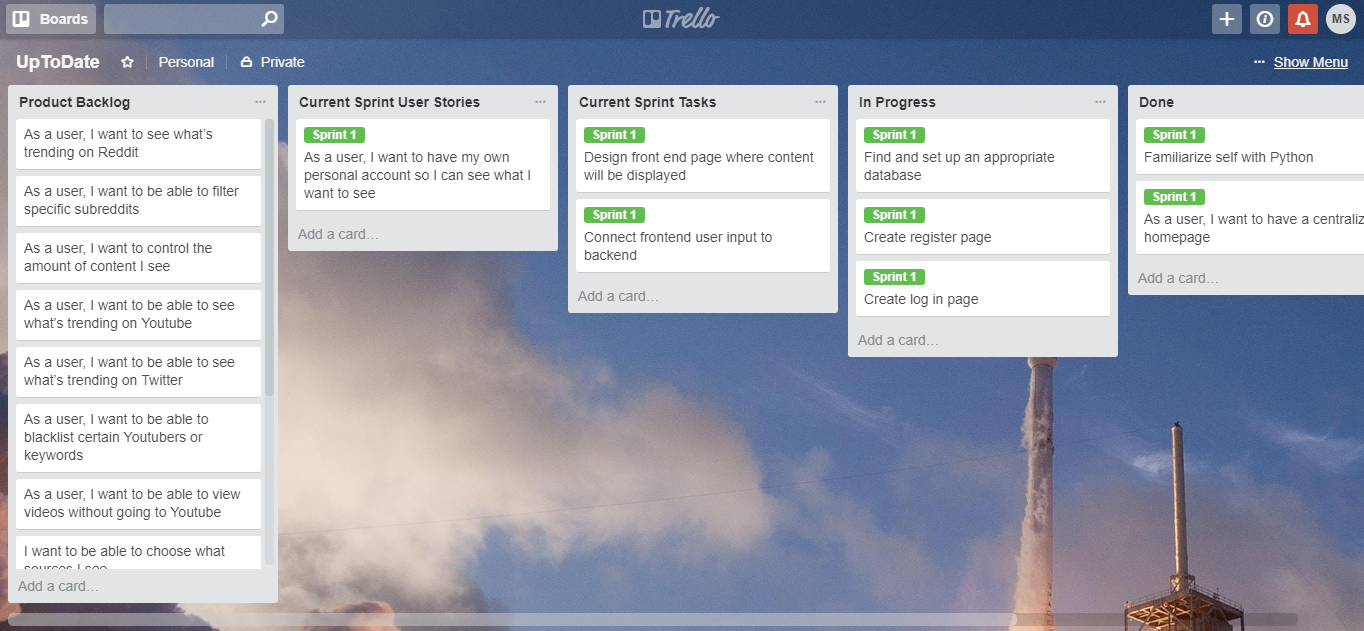 Boards
Trello
MS
UpToDate
Personal
Private
··· Show Menu
Product Backlog ···
As a user, I want to see what’s
trending on Reddit
As a user, I want to be able to filter
specific subreddits
As a user, I want to control the
amount of content I see
As a user, I want to be able to see
what’s trending on Youtube
As a user, I want to be able to see
what’s trending on Twitter
As a user, I want to be able to
blacklist certain Youtubers or
keywords
As a user, I want to be able to view
videos without going to Youtube
I want to be able to choose what
sources I see
Add a card…
Current Sprint User Stories ···
Sprint 1
As a user, I want to have my own
personal account so I can see what I
want to see
Add a card…
Current Sprint Tasks ···
Sprint 1
Design front end page where content
will be displayed
Sprint 1
Connect frontend user input to
backend
Add a card…
In Progress ···
Sprint 1
Find and set up an appropriate
database
Sprint 1
Create register page
Sprint 1
Create log in page
Add a card…
Done
Sprint 1
Familiarize self with Python
Sprint 1
As a user, I want to have a
homepage
Add a card…